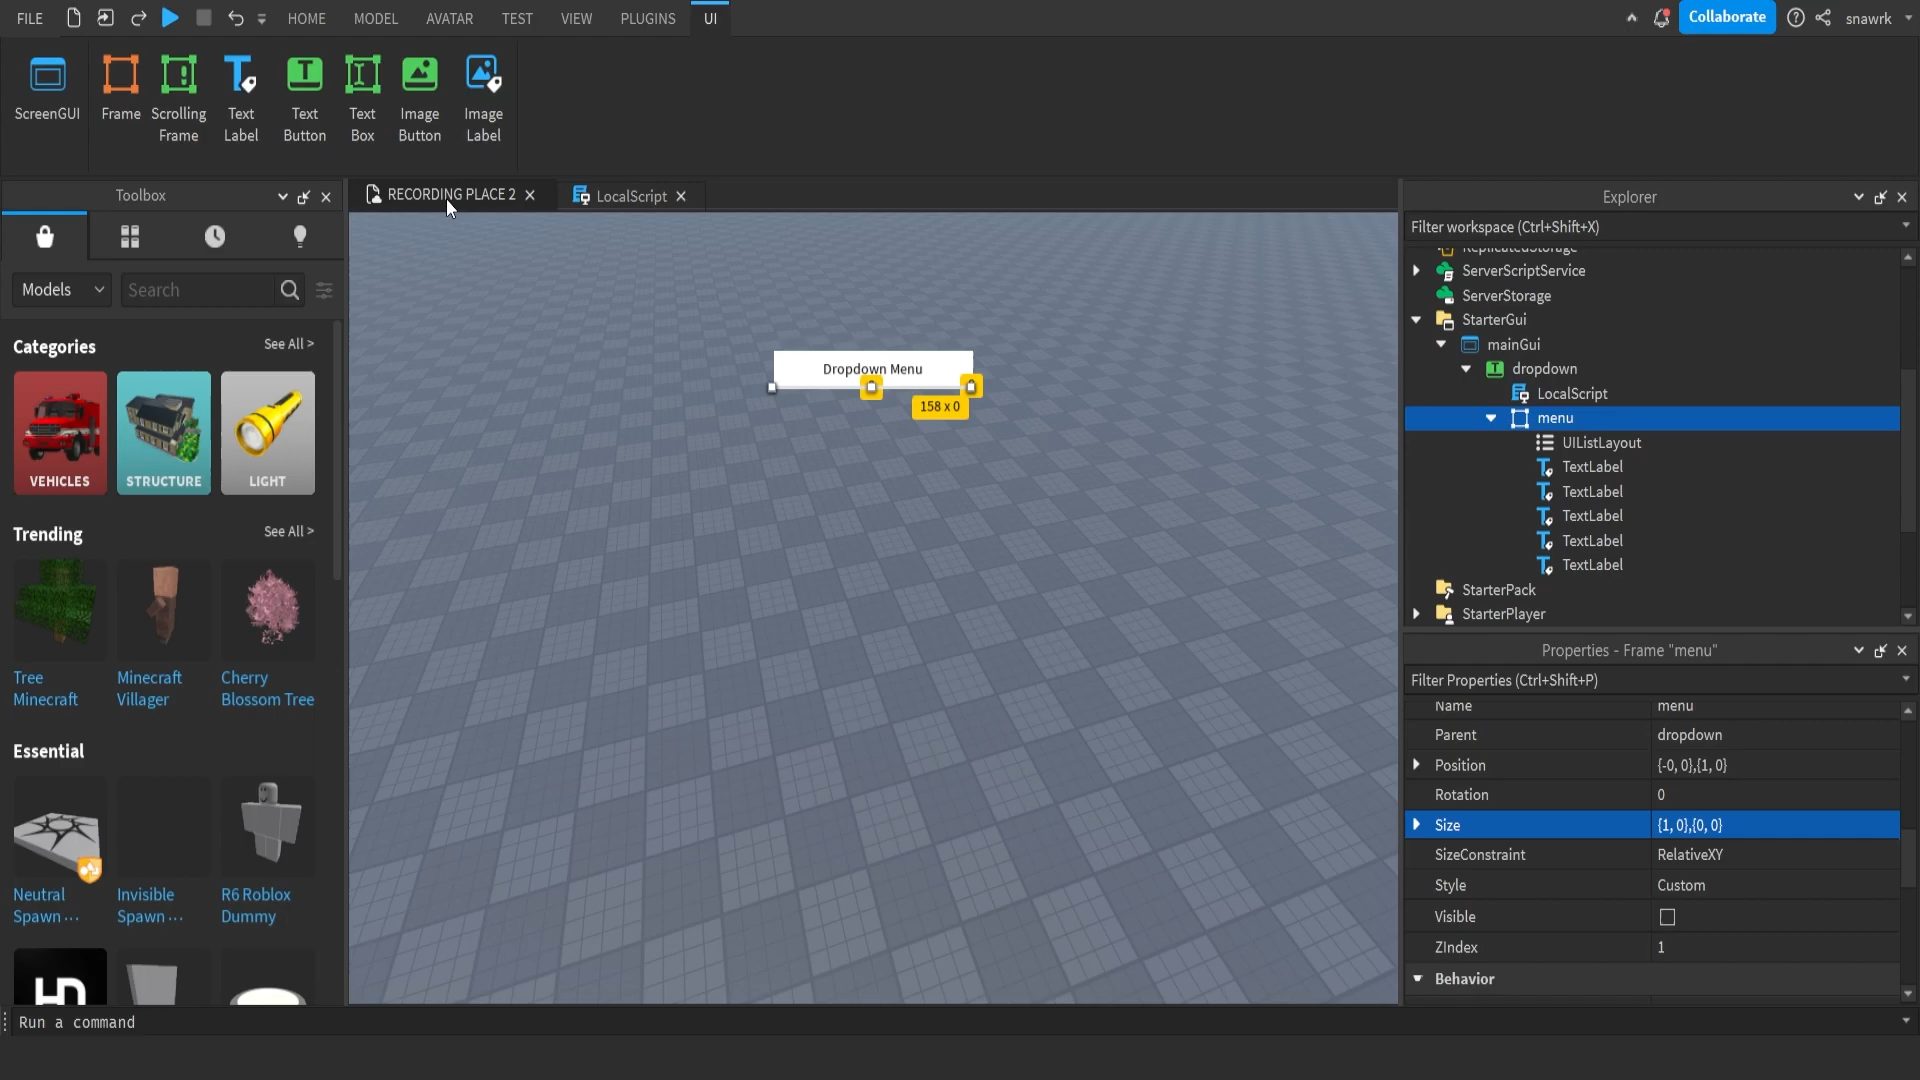 FILE
HOME
MODEL
AVATAR
TEST
VIEW
PLUGINS
UI
Collaborate
snawrk
ScreenGUI
Frame
Scrolling
Frame
Text
Label
Text
Button
Text
Box
Image
Button
Image
Label
Toolbox
RECORDING PLACE 2
LocalScript
Explorer
Filter workspace (Ctrl+Shift+X)
Models
Search
Categories
See All >
VEHICLES
STRUCTURE
LIGHT
Trending
See All >
Tree
Minecraft
Minecraft
Villager
Cherry
Blossom Tree
Essential
Neutral
Spawn ...
Invisible
Spawn ...
R6 Roblox
Dummy
HD
Dropdown Menu
158 x 0
ReplicatedStorage
ServerScriptService
ServerStorage
StarterGui
mainGui
dropdown
LocalScript
menu
UIListLayout
TextLabel
TextLabel
TextLabel
TextLabel
TextLabel
StarterPack
StarterPlayer
Properties - Frame "menu"
Filter Properties (Ctrl+Shift+P)
Name menu
Parent dropdown
Position {-0, 0},{1, 0}
Rotation 0
Size {1, 0},{0, 0}
SizeConstraint RelativeXY
Style Custom
Visible
ZIndex 1
Behavior
Run a command